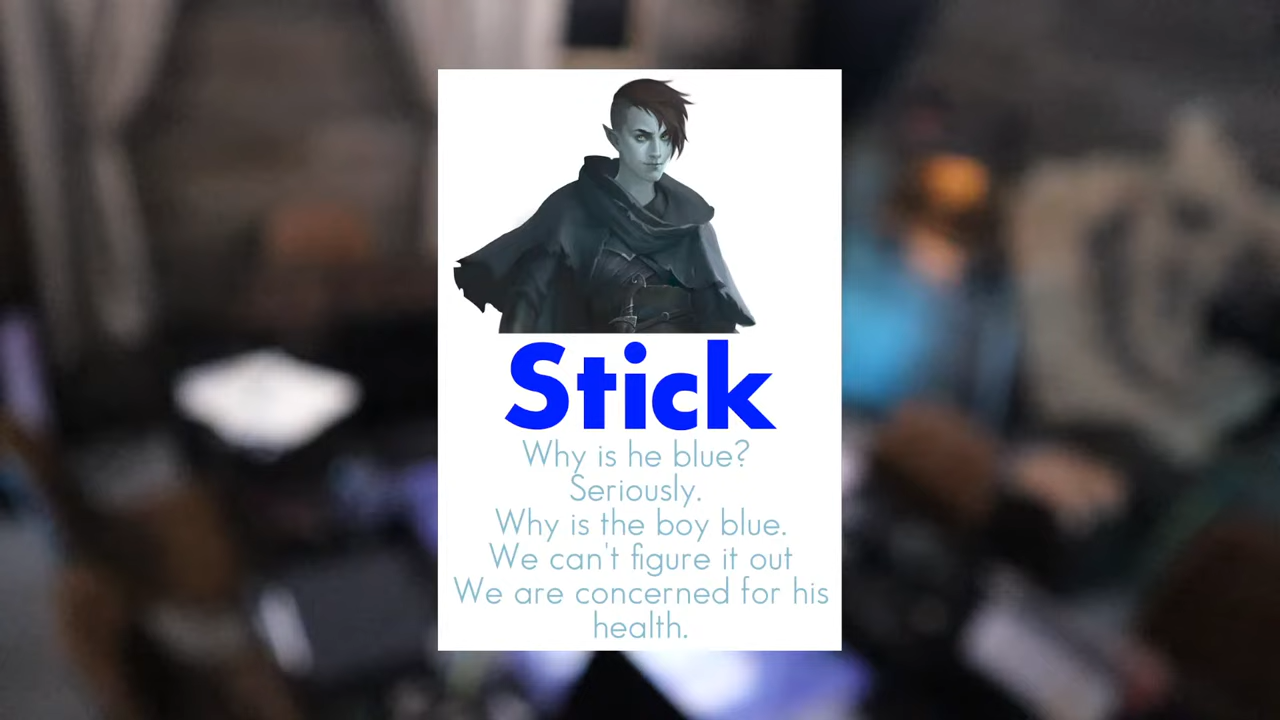 Stick
Why is he blue?
Seriously.
Why is the boy blue.
We can't figure it out
We are concerned for his
health.